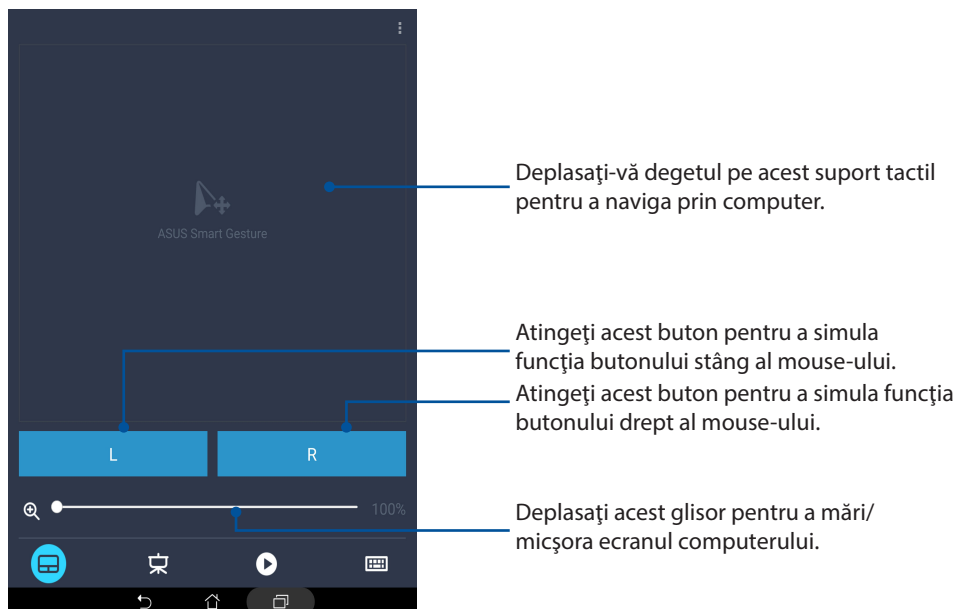 Deplasaţi-vă degetul pe acest suport tactil
pentru a naviga prin computer.
ASUS Smart Gesture
Atingeţi acest buton pentru a simula
funcţia butonului stâng al mouse-ului.
Atingeţi acest buton pentru a simula funcţia
butonului drept al mouse-ului.
L
R
100%
Deplasaţi acest glisor pentru a mări/
micşora ecranul computerului.